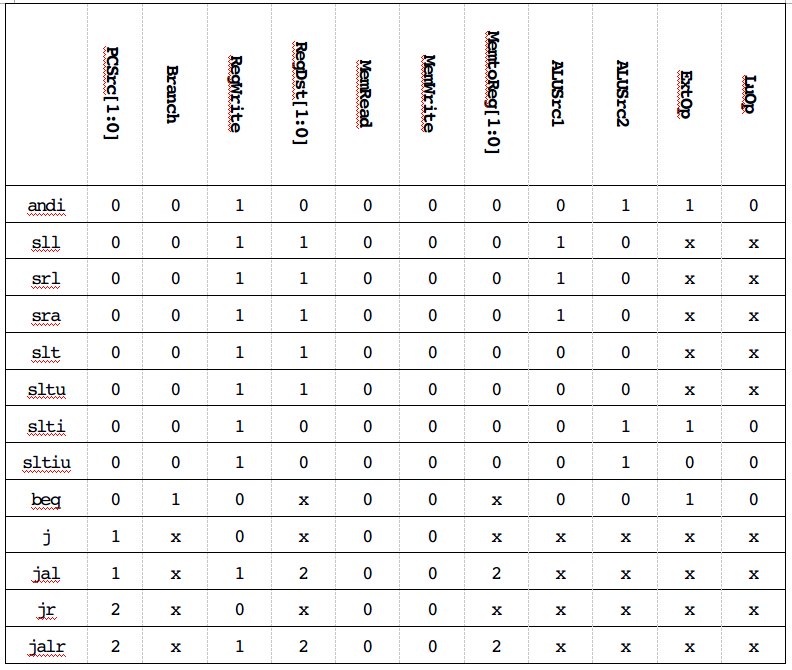 PCSrc[1:0] Branch RegWrite RegDst[1:0] MemRead MemWrite MemtoReg[1:0] ALUSrc1 ALUSrc2 ExtOp LuOp
andi 0 0 1 0 0 0 0 0 1 1 0
sll 0 0 1 1 0 0 0 1 0 x x
srl 0 0 1 1 0 0 0 1 0 x x
sra 0 0 1 1 0 0 0 1 0 x x
slt 0 0 1 1 0 0 0 0 0 x x
sltu 0 0 1 1 0 0 0 0 0 x x
slti 0 0 1 0 0 0 0 0 1 1 0
sltiu 0 0 1 0 0 0 0 0 1 0 0
beq 0 1 0 x 0 0 x 0 0 1 0
j 1 x 0 x 0 0 x x x x x
jal 1 x 1 2 0 0 2 x x x x
jr 2 x 0 x 0 0 x x x x x
jalr 2 x 1 2 0 0 2 x x x x